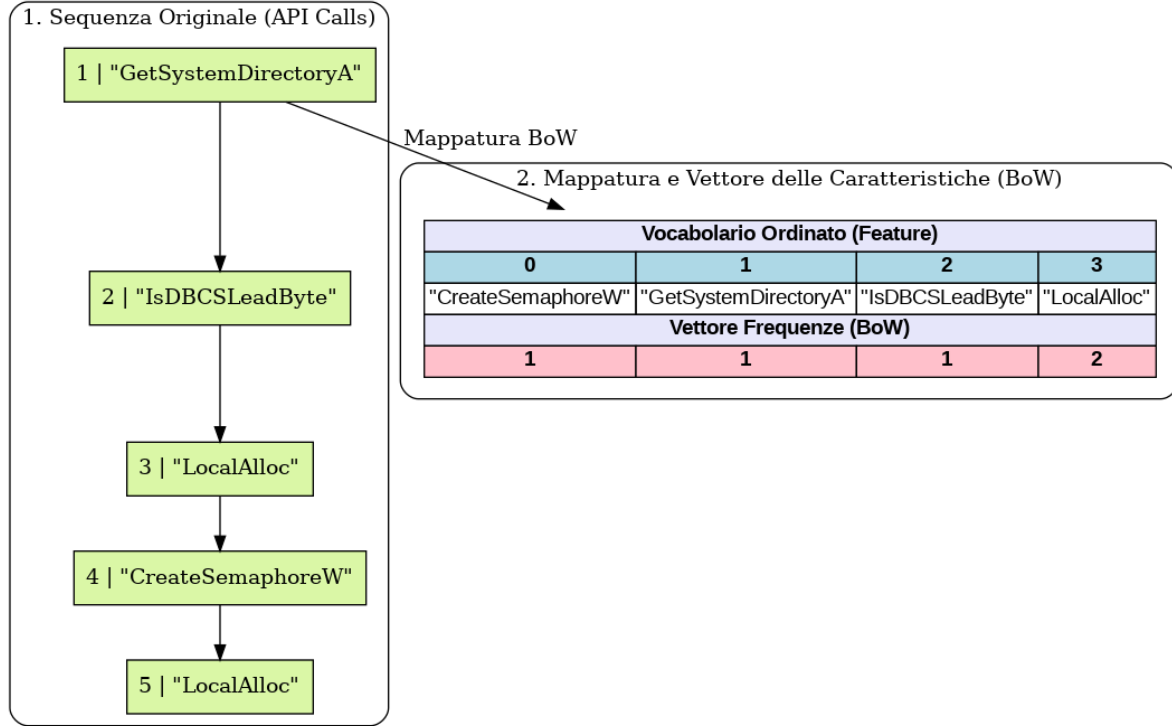 1. Sequenza Originale (API Calls)
1 | "GetSystemDirectoryA"
2 | "IsDBCSLeadByte"
3 | "LocalAlloc"
4 | "CreateSemaphoreW"
5 | "LocalAlloc"
Mappatura BoW
2. Mappatura e Vettore delle Caratteristiche (BoW)
Vocabolario Ordinato (Feature)
0 1 2 3
"CreateSemaphoreW" "GetSystemDirectoryA" "IsDBCSLeadByte" "LocalAlloc"
Vettore Frequenze (BoW)
1 1 1 2